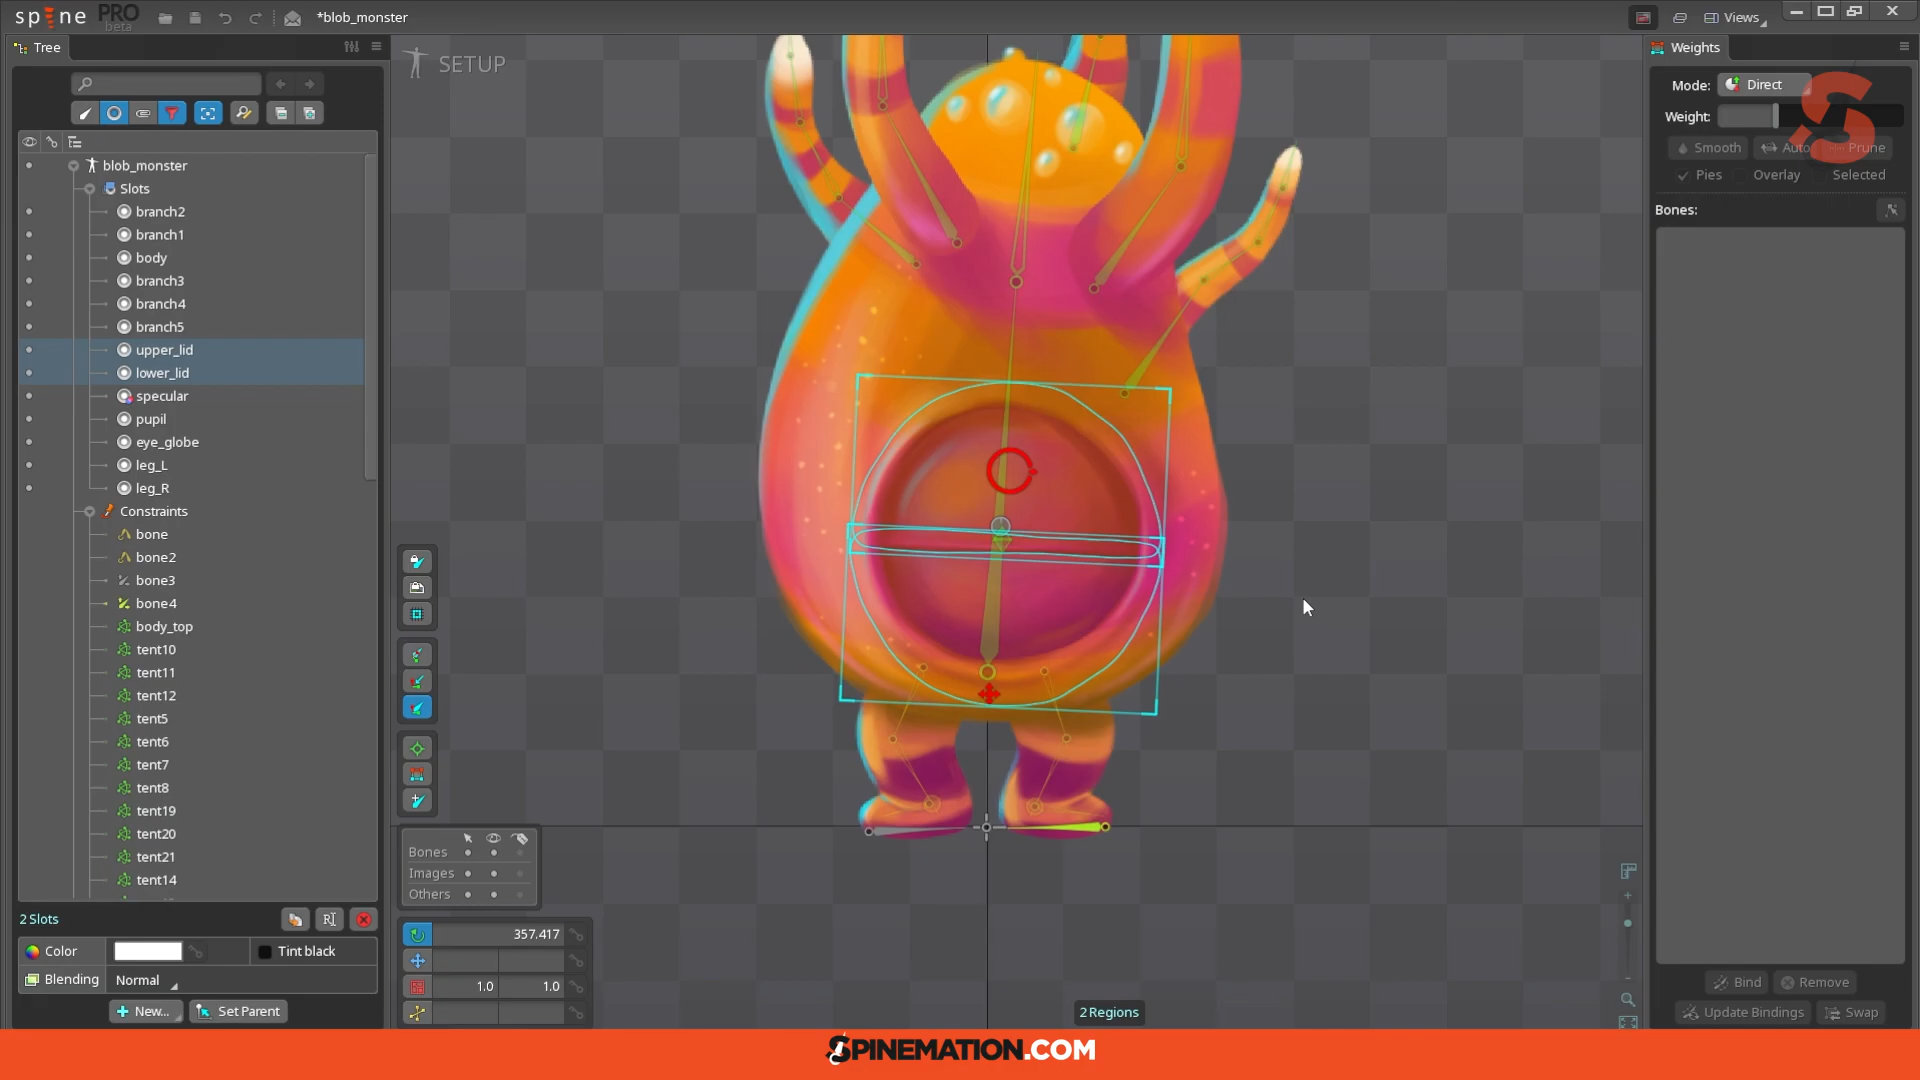 spine PRO beta
*blob_monster
Views
Tree
SETUP
Weights
Mode: Direct
Weight:
Smooth Auto Prune
Pies Overlay Selected
Bones:
blob_monster
Slots
branch2
branch1
body
branch3
branch4
branch5
upper_lid
lower_lid
specular
pupil
eye_globe
leg_L
leg_R
Constraints
bone
bone2
bone3
bone4
body_top
tent10
tent11
tent12
tent5
tent6
tent7
tent8
tent19
tent20
tent21
tent14
2 Slots
Color
Tint black
Blending Normal
New... Set Parent
Bones
Images
Others
357.417
1.0 1.0
2 Regions
Bind Remove
Update Bindings Swap
SPINEMATION.COM